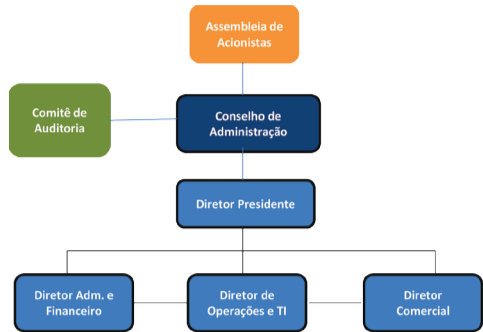 Assembleia de
Acionistas
Comitê de
Auditoria
Conselho de
Administração
Diretor Presidente
Diretor Adm. e
Financeiro
Diretor de
Operações e TI
Diretor
Comercial